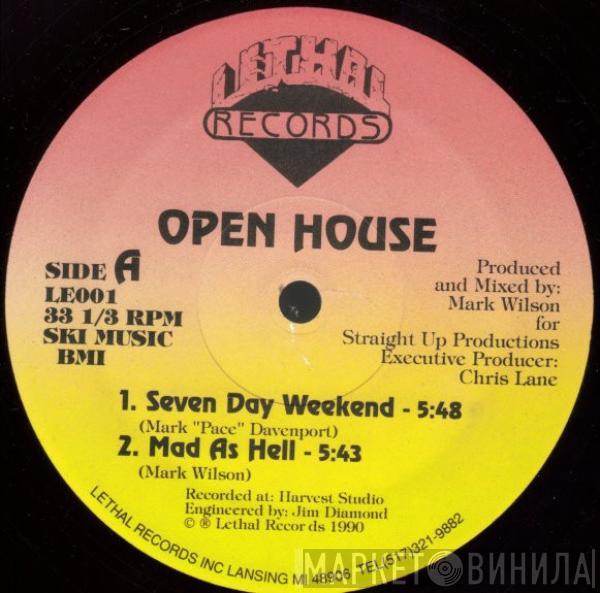 LETHAL
RECORDS
OPEN HOUSE
SIDE A
LE001
33 1/3 RPM
SKI MUSIC
BMI
Produced
and Mixed by:
Mark Wilson
for
Straight Up Productions
Executive Producer:
Chris Lane
1. Seven Day Weekend - 5:48
(Mark "Pace" Davenport)
2. Mad As Hell - 5:43
(Mark Wilson)
Recorded at: Harvest Studio
Engineered by: Jim Diamond
© ® Lethal Recor ds 1990
LETHAL RECORDS INC LANSING MI 48906 TEL(517)321-9882
МАРКЕТ ВИНИЛА